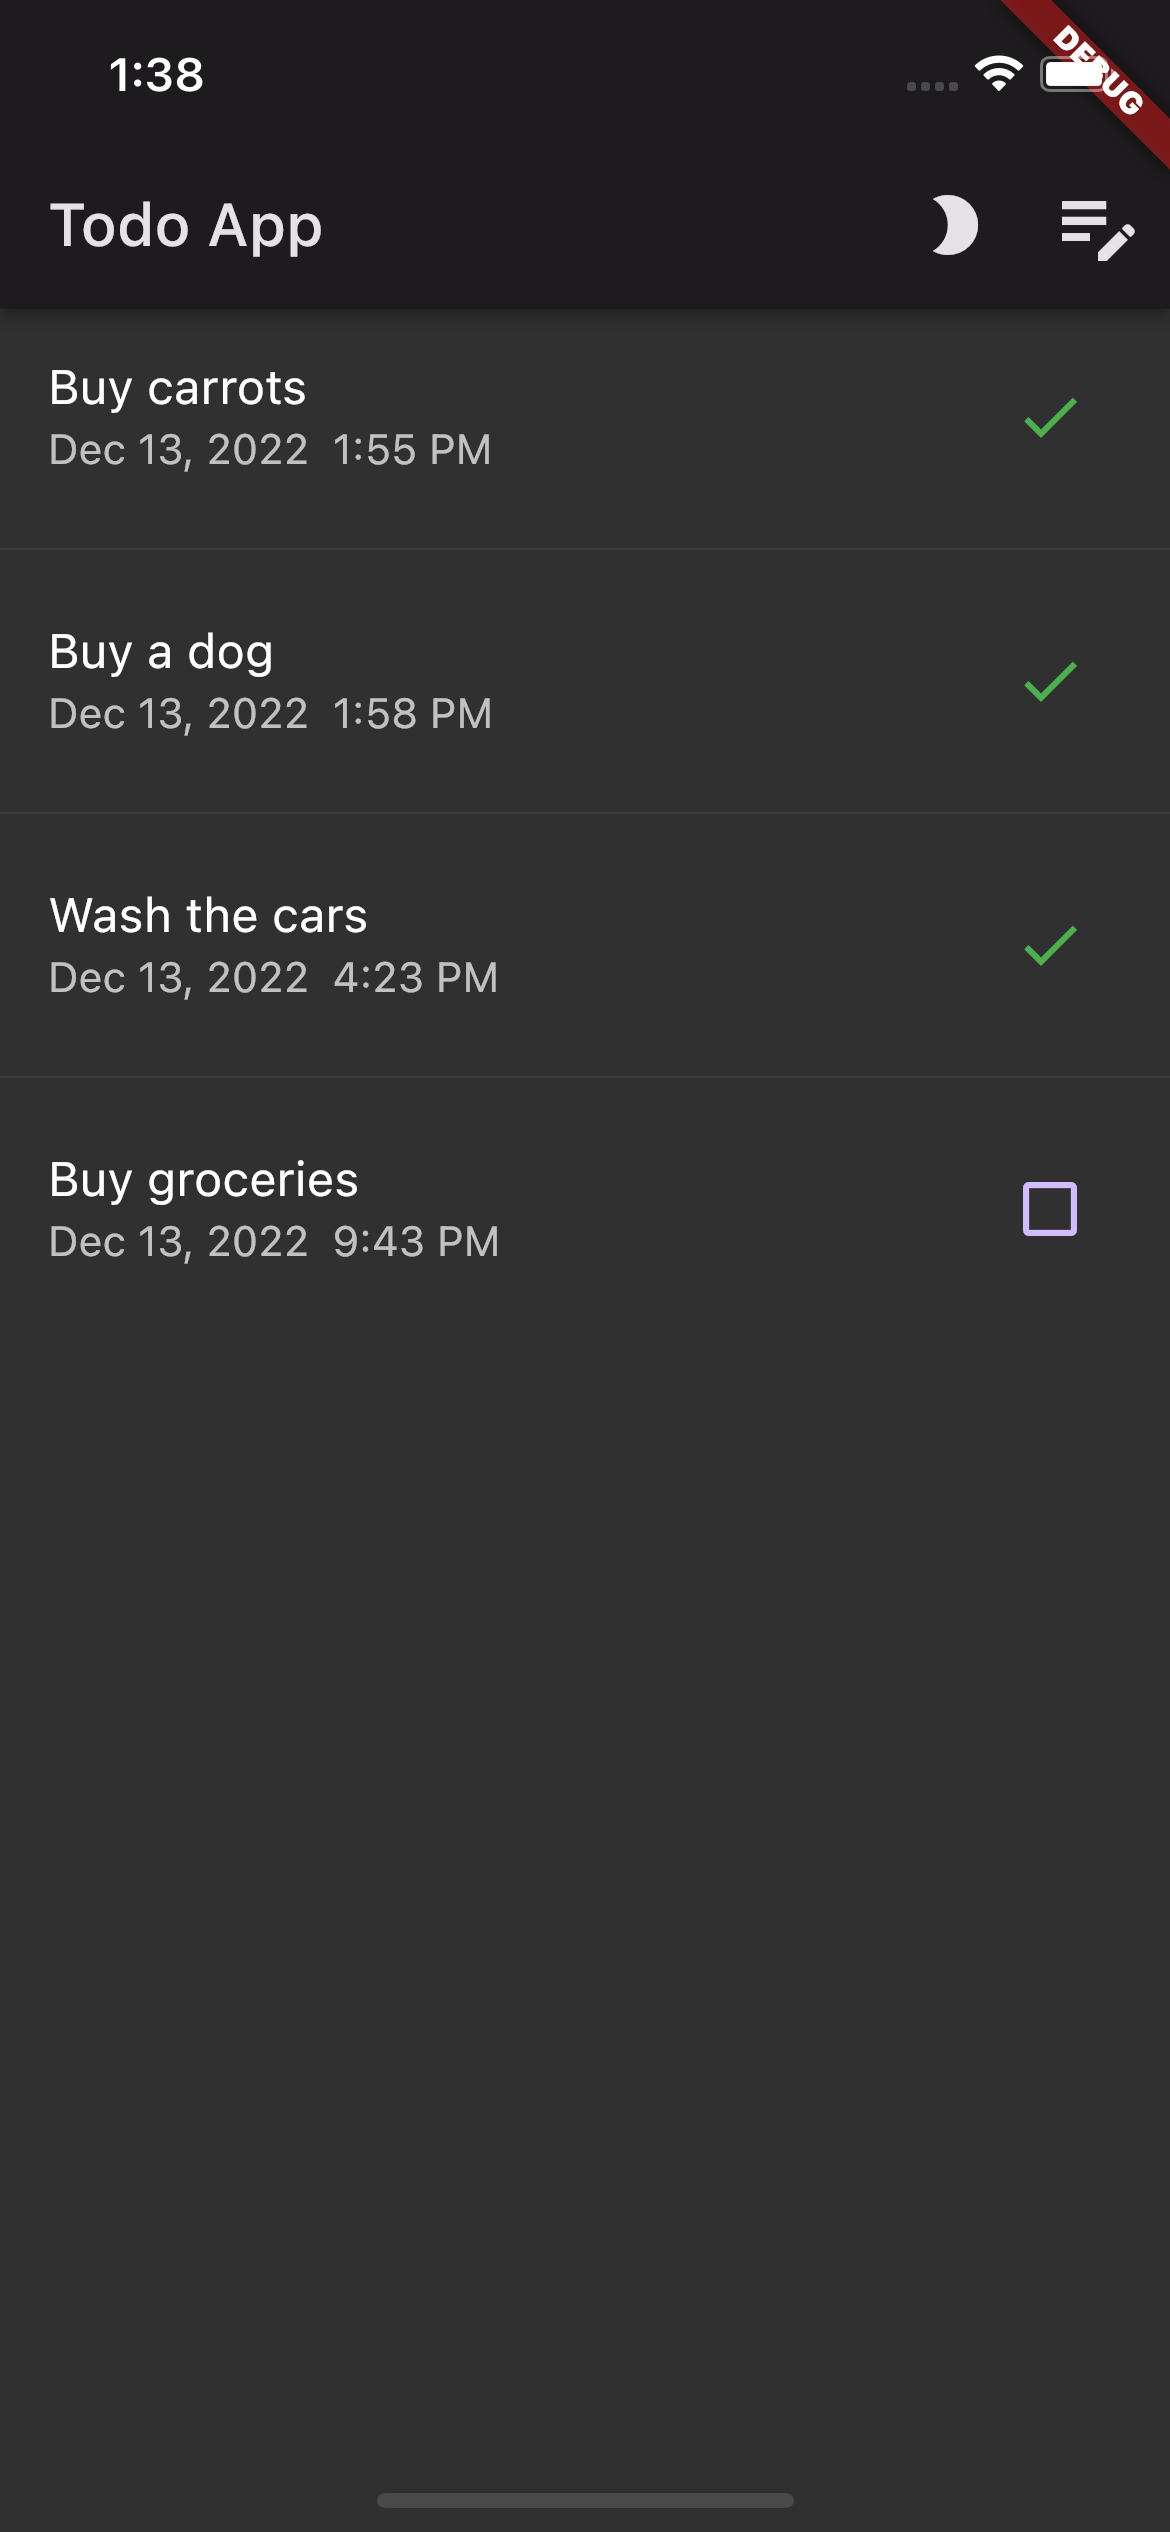 1:38
DEBUG
Todo App
Buy carrots
Dec 13, 2022  1:55 PM
Buy a dog
Dec 13, 2022  1:58 PM
Wash the cars
Dec 13, 2022  4:23 PM
Buy groceries
Dec 13, 2022  9:43 PM